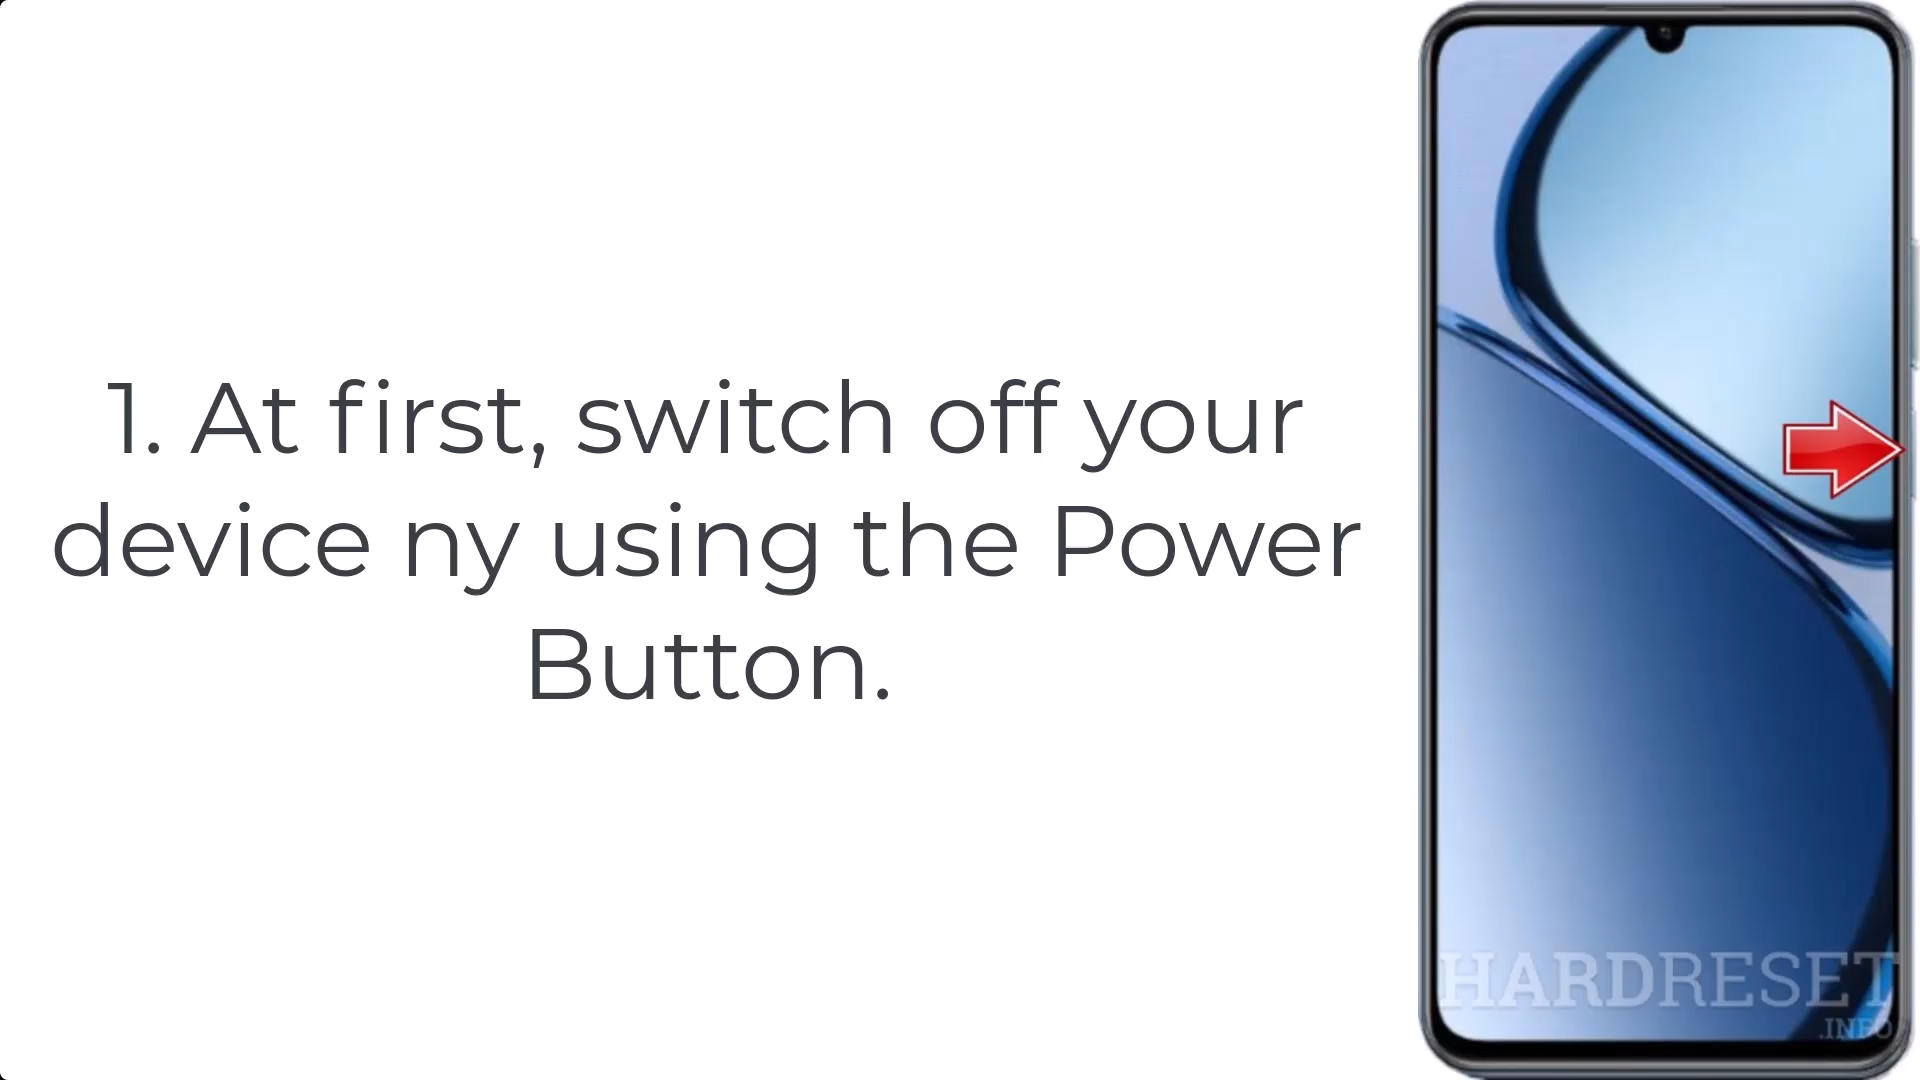 1. At first, switch off your
device ny using the Power
Button.
HARDRESET
.INFO